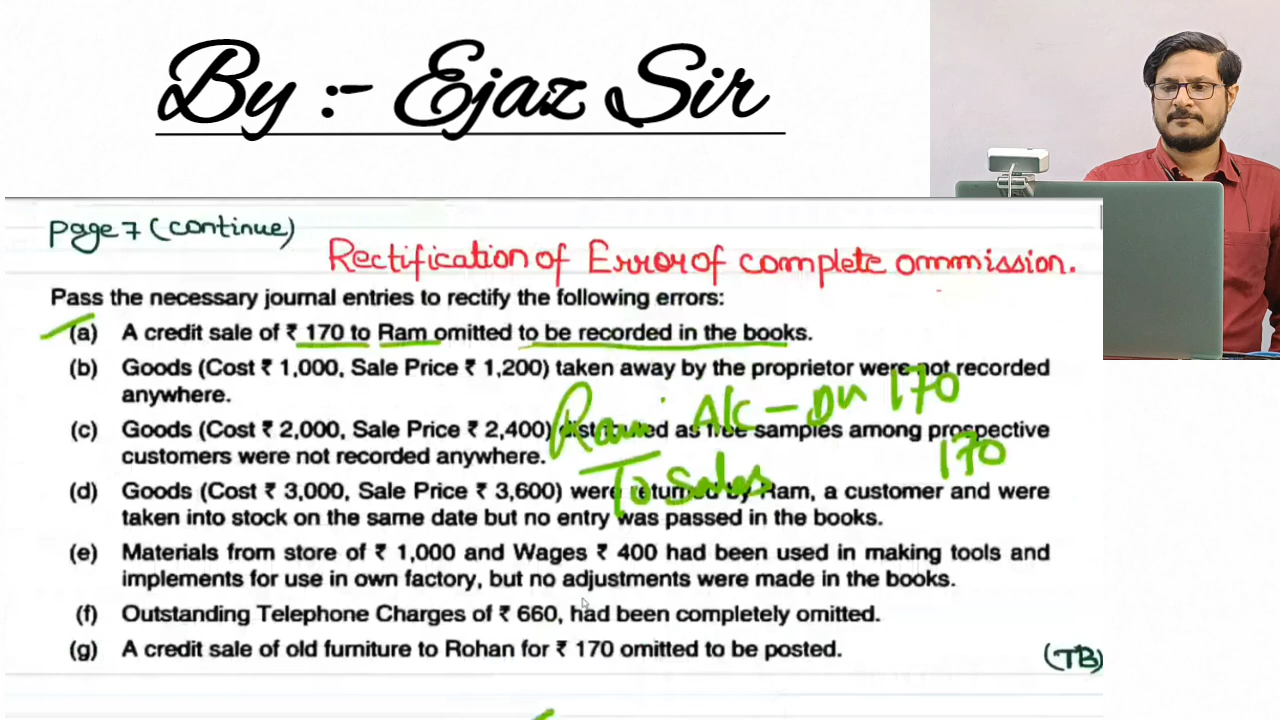 By :- Ejaz Sir
page 7 (continue)
Rectification of Error of complete ommission.
Pass the necessary journal entries to rectify the following errors:
(a) A credit sale of ₹ 170 to Ram omitted to be recorded in the books.
(b) Goods (Cost ₹ 1,000, Sale Price ₹ 1,200) taken away by the proprietor were not recorded
anywhere.
(c) Goods (Cost ₹ 2,000, Sale Price ₹ 2,400) distributed as free samples among prospective
customers were not recorded anywhere.
(d) Goods (Cost ₹ 3,000, Sale Price ₹ 3,600) were returned by Ram, a customer and were
taken into stock on the same date but no entry was passed in the books.
(e) Materials from store of ₹ 1,000 and Wages ₹ 400 had been used in making tools and
implements for use in own factory, but no adjustments were made in the books.
(f) Outstanding Telephone Charges of ₹ 660, had been completely omitted.
(g) A credit sale of old furniture to Rohan for ₹ 170 omitted to be posted.
(TB)
Ram A/C - Dr 170
To Sales 170